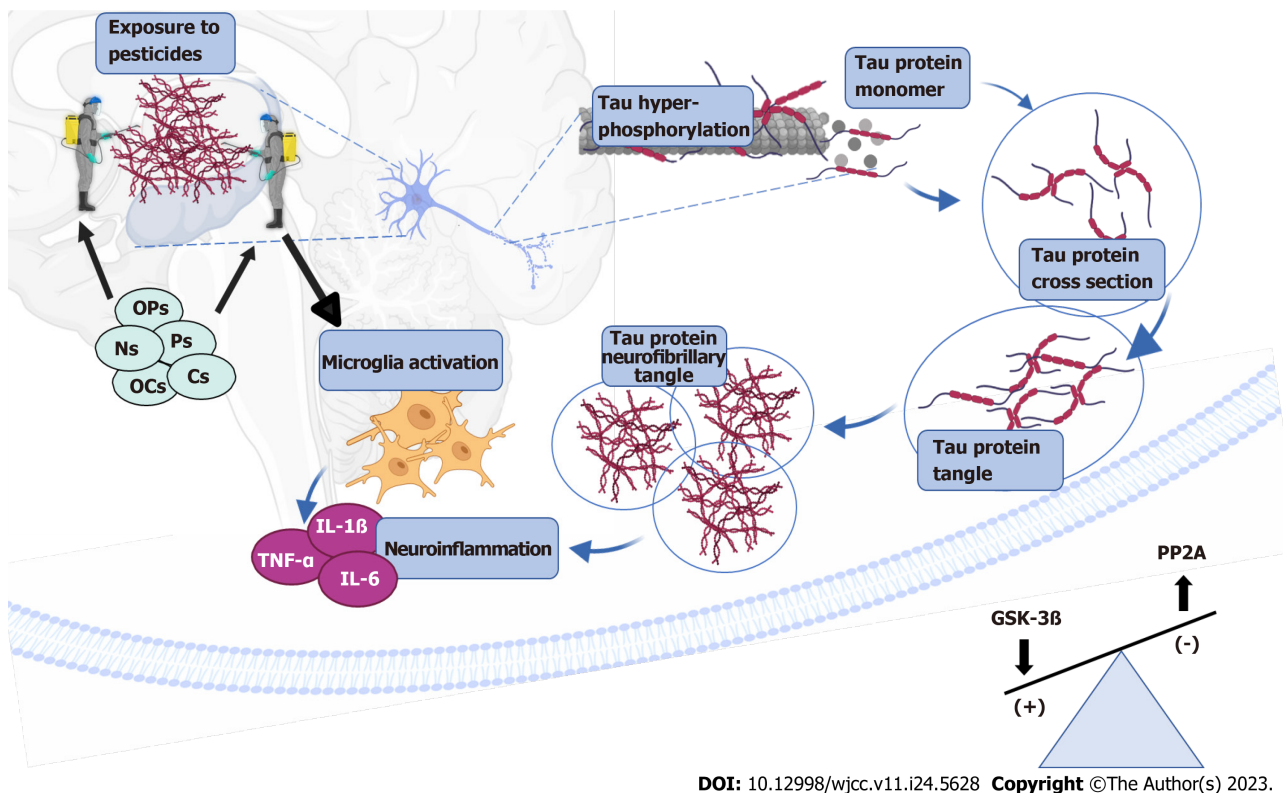 Exposure to
pesticides
Tau hyper-
phosphorylation
Tau protein
monomer
Tau protein
cross section
Tau protein
tangle
Tau protein
neurofibrillary
tangle
OPs
Ns
Ps
OCs
Cs
Microglia activation
IL-1ß
TNF-α
IL-6
Neuroinflammation
PP2A
GSK-3ß
(-)
(+)
DOI: 10.12998/wjcc.v11.i24.5628 Copyright ©The Author(s) 2023.